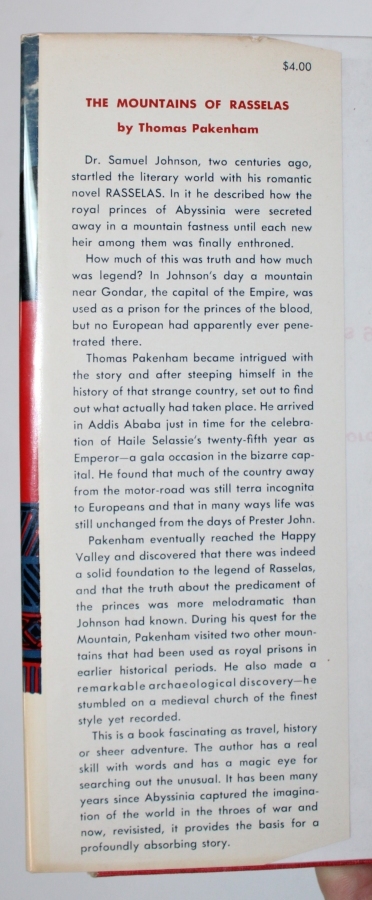 $4.00
THE MOUNTAINS OF RASSELAS
by Thomas Pakenham
Dr. Samuel Johnson, two centuries ago,
startled the literary world with his romantic
novel RASSELAS. In it he described how the
royal princes of Abyssinia were secreted
away in a mountain fastness until each new
heir among them was finally enthroned.
How much of this was truth and how much
was legend? In Johnson's day a mountain
near Gondar, the capital of the Empire, was
used as a prison for the princes of the blood,
but no European had apparently ever pene-
trated there.
Thomas Pakenham became intrigued with
the story and after steeping himself in the
history of that strange country, set out to find
out what actually had taken place. He arrived
in Addis Ababa just in time for the celebra-
tion of Haile Selassie's twenty-fifth year as
Emperor—a gala occasion in the bizarre cap-
ital. He found that much of the country away
from the motor-road was still terra incognita
to Europeans and that in many ways life was
still unchanged from the days of Prester John.
Pakenham eventually reached the Happy
Valley and discovered that there was indeed
a solid foundation to the legend of Rasselas,
and that the truth about the predicament of
the princes was more melodramatic than
Johnson had known. During his quest for the
Mountain, Pakenham visited two other moun-
tains that had been used as royal prisons in
earlier historical periods. He also made a
remarkable archaeological discovery—he
stumbled on a medieval church of the finest
style yet recorded.
This is a book fascinating as travel, history
or sheer adventure. The author has a real
skill with words and has a magic eye for
searching out the unusual. It has been many
years since Abyssinia captured the imagina-
tion of the world in the throes of war and
now, revisisted, it provides the basis for a
profoundly absorbing story.